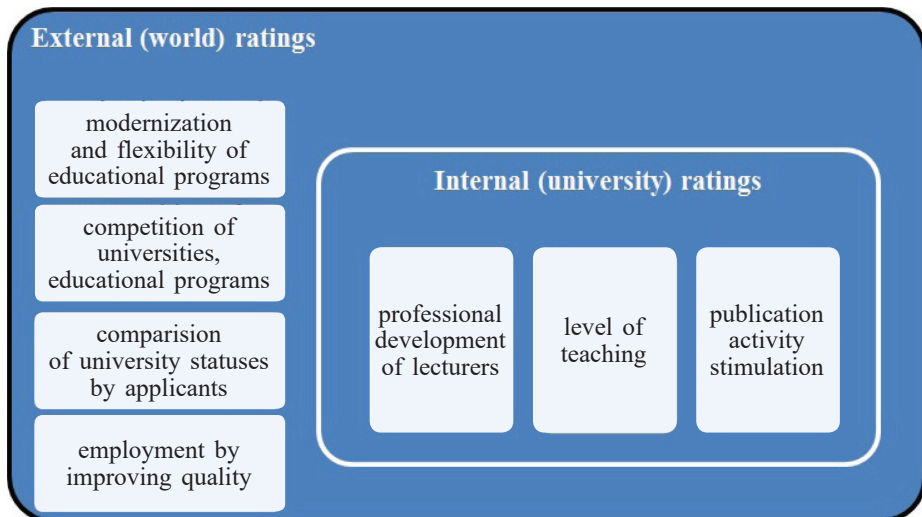 External (world) ratings
modernization
and flexibility of
educational programs
competition of
universities,
educational programs
comparision
of university statuses
by applicants
employment by
improving quality
Internal (university) ratings
professional
development
of lecturers
level of
teaching
publication
activity
stimulation